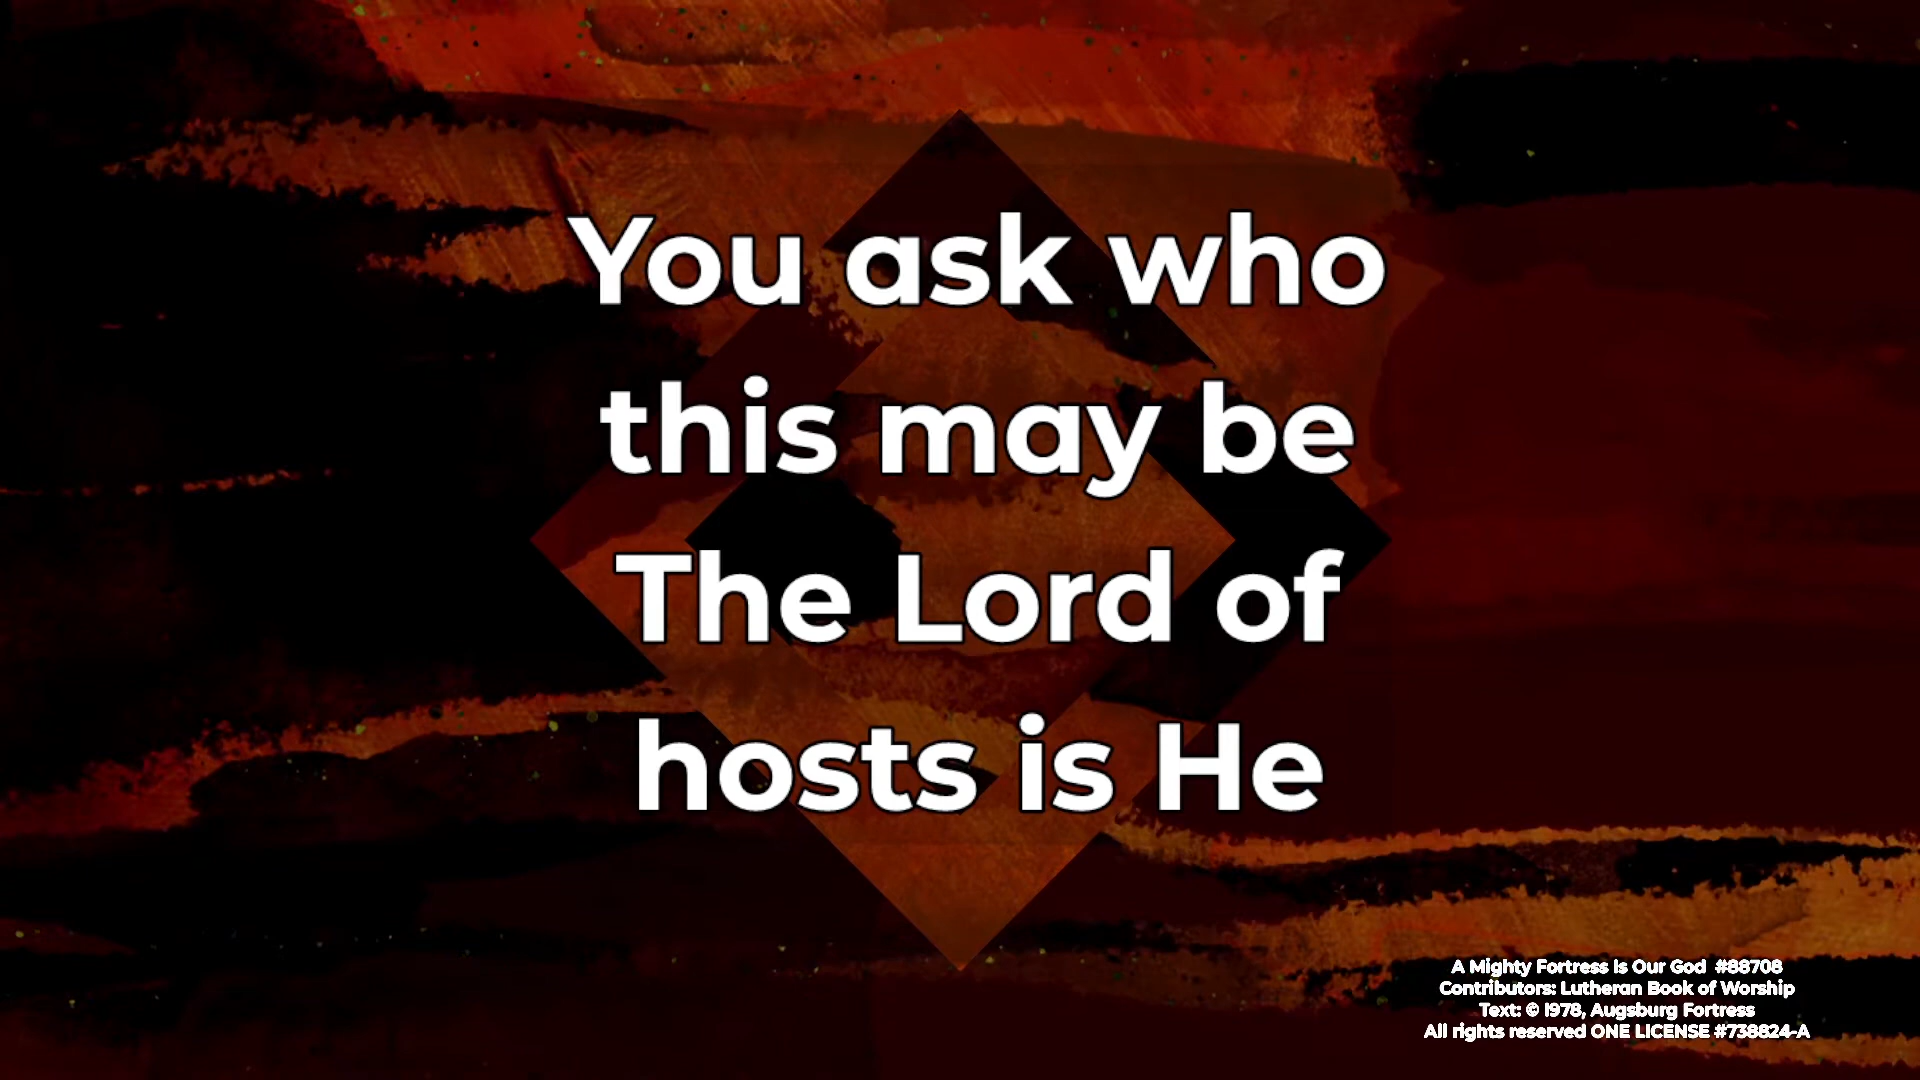 You ask who
this may be
The Lord of
hosts is He
A Mighty Fortress Is Our God #88708
Contributors: Lutheran Book of Worship
Text: © 1978, Augsburg Fortress
All rights reserved ONE LICENSE #738824-A